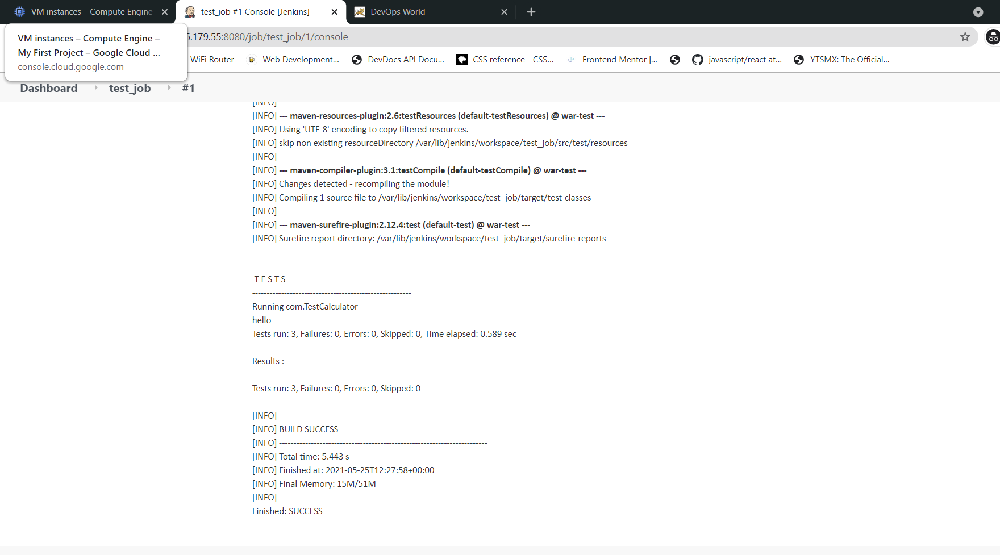 VM instances – Compute Engine
test_job #1 Console [Jenkins]
DevOps World
VM instances – Compute Engine –
My First Project – Google Cloud ...
console.cloud.google.com
.179.55:8080/job/test_job/1/console
WiFi Router
Web Development...
DevDocs API Docu...
CSS reference - CSS...
Frontend Mentor |...
javascript/react at...
YTSMX: The Official...
Dashboard
test_job
#1
[INFO]
[INFO] --- maven-resources-plugin:2.6:testResources (default-testResources) @ war-test ---
[INFO] Using 'UTF-8' encoding to copy filtered resources.
[INFO] skip non existing resourceDirectory /var/lib/jenkins/workspace/test_job/src/test/resources
[INFO]
[INFO] --- maven-compiler-plugin:3.1:testCompile (default-testCompile) @ war-test ---
[INFO] Changes detected - recompiling the module!
[INFO] Compiling 1 source file to /var/lib/jenkins/workspace/test_job/target/test-classes
[INFO]
[INFO] --- maven-surefire-plugin:2.12.4:test (default-test) @ war-test ---
[INFO] Surefire report directory: /var/lib/jenkins/workspace/test_job/target/surefire-reports
-------------------------------------------------------
T E S T S
-------------------------------------------------------
Running com.TestCalculator
hello
Tests run: 3, Failures: 0, Errors: 0, Skipped: 0, Time elapsed: 0.589 sec
Results :
Tests run: 3, Failures: 0, Errors: 0, Skipped: 0
[INFO] ------------------------------------------------------------------------
[INFO] BUILD SUCCESS
[INFO] ------------------------------------------------------------------------
[INFO] Total time: 5.443 s
[INFO] Finished at: 2021-05-25T12:27:58+00:00
[INFO] Final Memory: 15M/51M
[INFO] ------------------------------------------------------------------------
Finished: SUCCESS